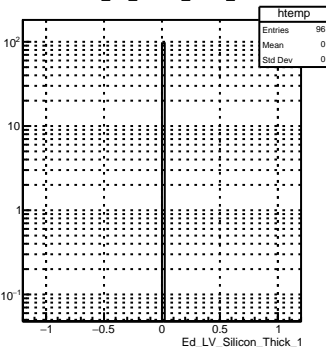 htemp
Entries 96
Mean 0
Std Dev 0
10²
10
1
10⁻¹
−1 −0.5 0 0.5 1
Ed_LV_Silicon_Thick_1